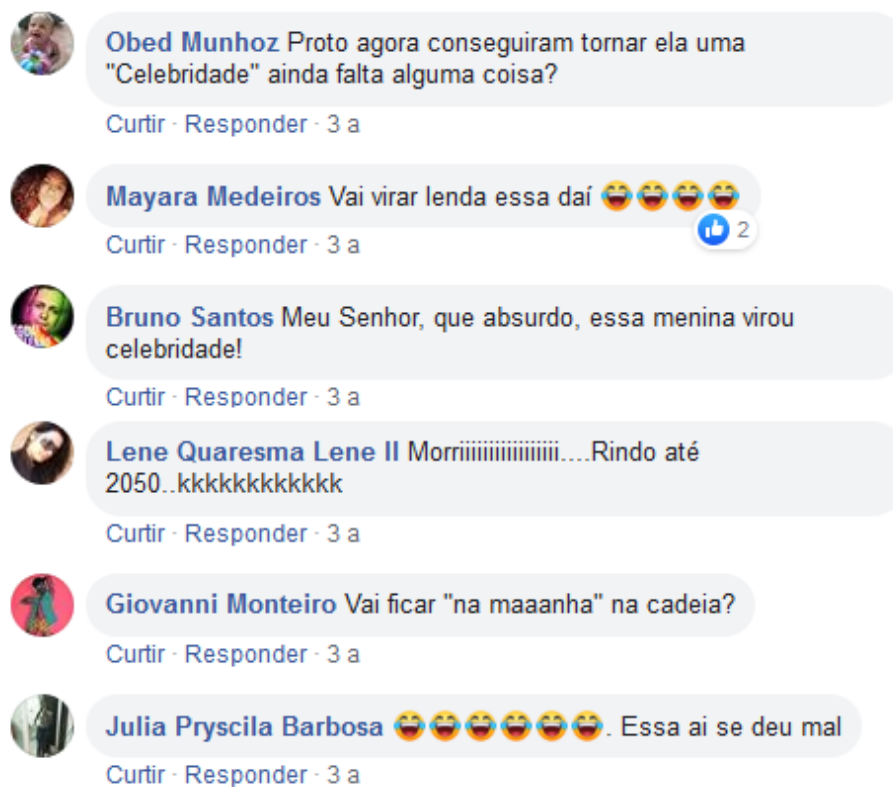 Obed Munhoz Proto agora conseguiram tornar ela uma
"Celebridade" ainda falta alguma coisa?
Curtir · Responder · 3 a
Mayara Medeiros Vai virar lenda essa daí 😂😂😂😂
2
Curtir · Responder · 3 a
Bruno Santos Meu Senhor, que absurdo, essa menina virou
celebridade!
Curtir · Responder · 3 a
Lene Quaresma Lene II Morriiiiiiiiiiiiiiiiii....Rindo até
2050..kkkkkkkkkkkk
Curtir · Responder · 3 a
Giovanni Monteiro Vai ficar "na maaanha" na cadeia?
Curtir · Responder · 3 a
Julia Pryscila Barbosa 😂😂😂😂😂😂. Essa ai se deu mal
Curtir · Responder · 3 a